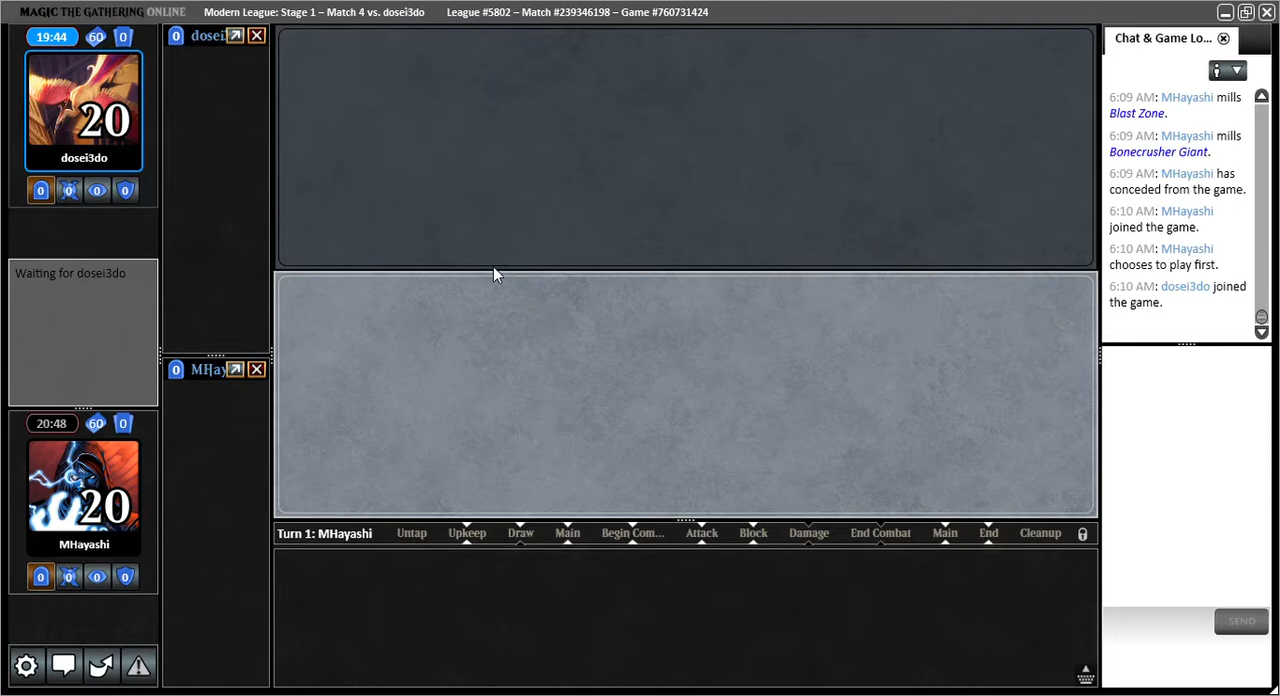 MAGIC THE GATHERING ONLINE Modern League: Stage 1 – Match 4 vs. dosei3do League #5802 – Match #239346198 – Game #760731424
19:44 60 0
20
dosei3do
0 0 0 0
Waiting for dosei3do
20:48 60 0
20
MHayashi
0 0 0 0
0 dosei
0 MHay
Turn 1: MHayashi Untap Upkeep Draw Main Begin Com... Attack Block Damage End Combat Main End Cleanup
Chat & Game Lo...
6:09 AM: MHayashi mills
Blast Zone.
6:09 AM: MHayashi mills
Bonecrusher Giant.
6:09 AM: MHayashi has
conceded from the game.
6:10 AM: MHayashi
joined the game.
6:10 AM: MHayashi
chooses to play first.
6:10 AM: dosei3do joined
the game.
SEND